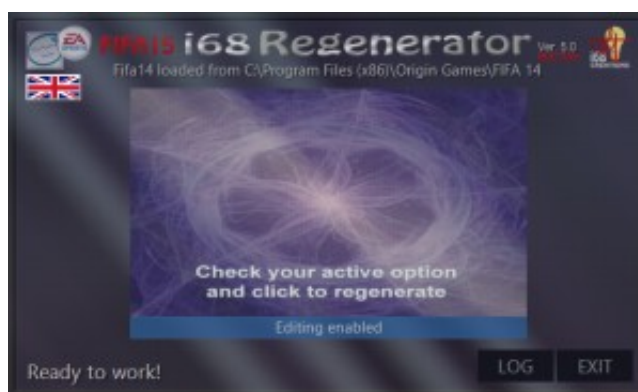 EA
FIFA15 i68 Regenerator Ver. 5.0
Fifa14 loaded from C:\Program Files (x86)\Origin Games\FIFA 14
Check your active option
and click to regenerate
Editing enabled
Ready to work!
LOG EXIT